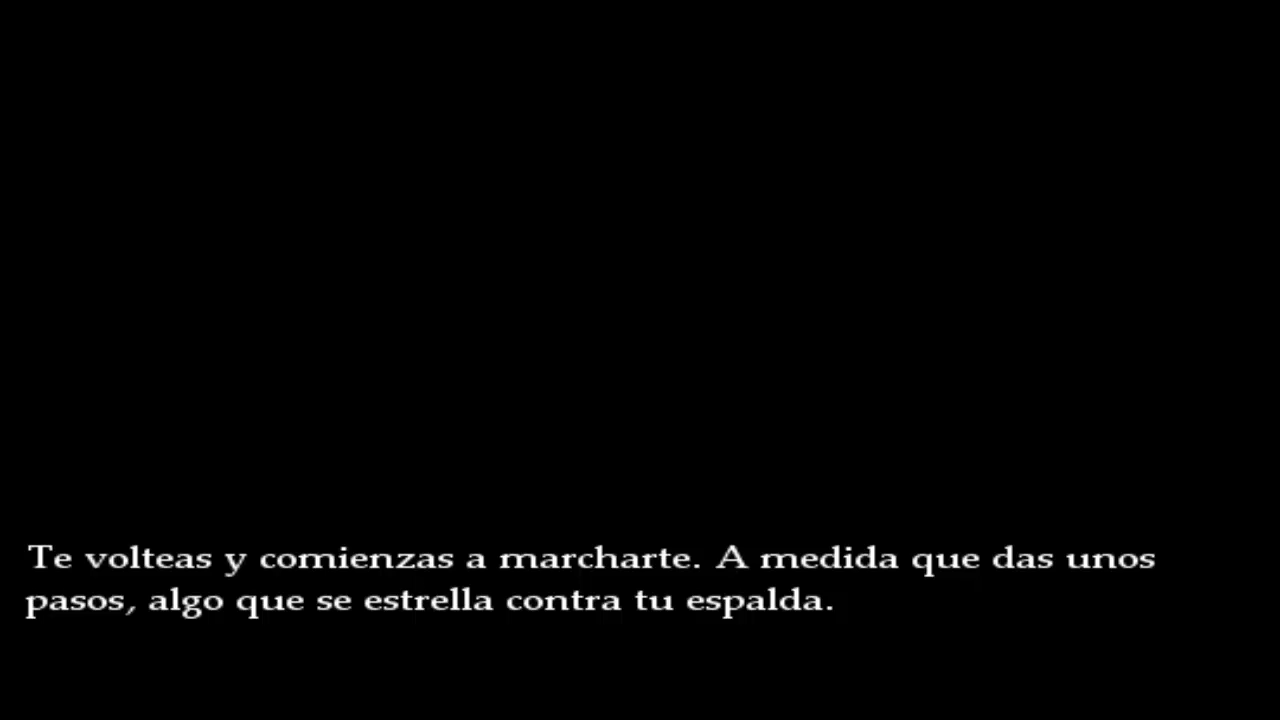 Te volteas y comienzas a marcharte. A medida que das unos
pasos, algo que se estrella contra tu espalda.